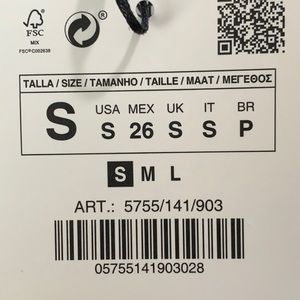 FSC
MIX
FSC® C002638
TALLA / SIZE / TAMANHO / TAILLE / MAAT / ΜΕΓΕΘΟΣ
S
USA MEX UK IT BR
S 26 S S P
S M L
ART.: 5755/141/903
05755141903028